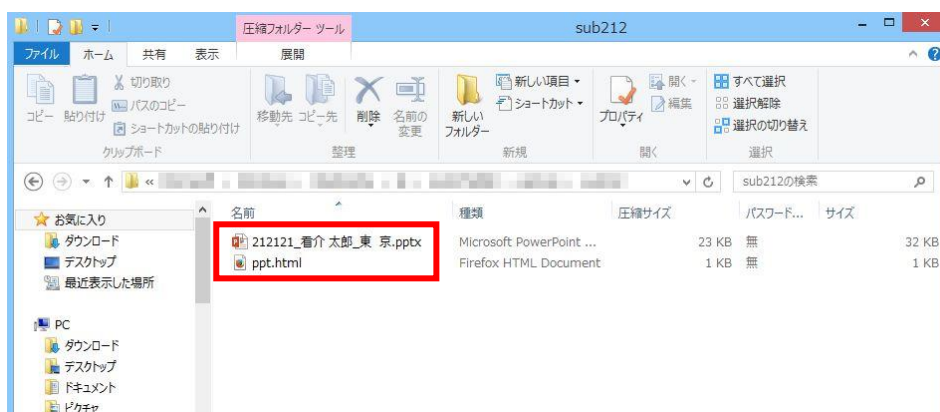 圧縮フォルダー ツール
sub212
ファイル ホーム 共有 表示 展開
コピー
貼り付け
切り取り
パスのコピー
ショートカットの貼り付け
クリップボード
移動先 コピー先 削除 名前の変更
整理
新しいフォルダー
新しい項目
ショートカット
新規
プロパティ
開く
編集
開く
すべて選択
選択解除
選択の切り替え
選択
«
sub212の検索
お気に入り
ダウンロード
デスクトップ
最近表示した場所
PC
ダウンロード
デスクトップ
ドキュメント
ピクチャ
名前 種類 圧縮サイズ パスワード... サイズ
212121_看介 太郎_東 京.pptx Microsoft PowerPoint ... 23 KB 無 32 KB
ppt.html Firefox HTML Document 1 KB 無 1 KB